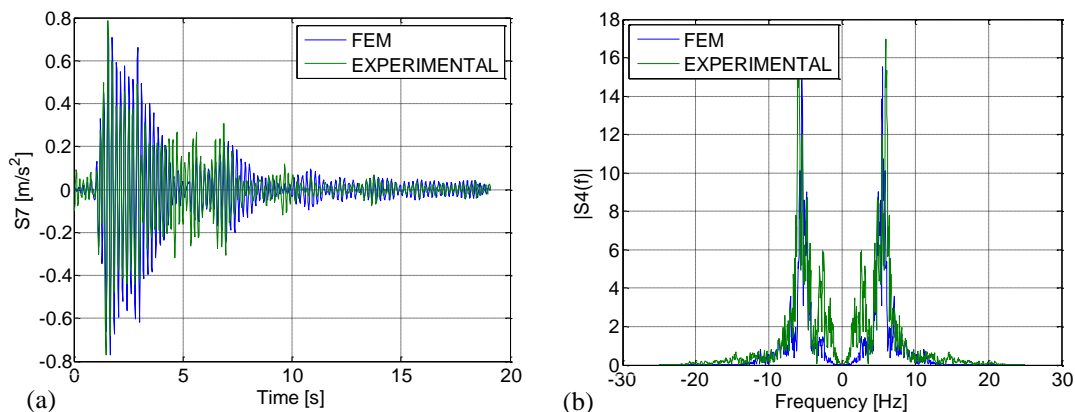 0.8
0.6
0.4
0.2
0
-0.2
-0.4
-0.6
-0.8
S7 [m/s²]
FEM
EXPERIMENTAL
0 5 10 15 20
Time [s]
(a)
18
16
14
12
10
8
6
4
2
0
|S4(f)|
FEM
EXPERIMENTAL
-30 -20 -10 0 10 20 30
Frequency [Hz]
(b)